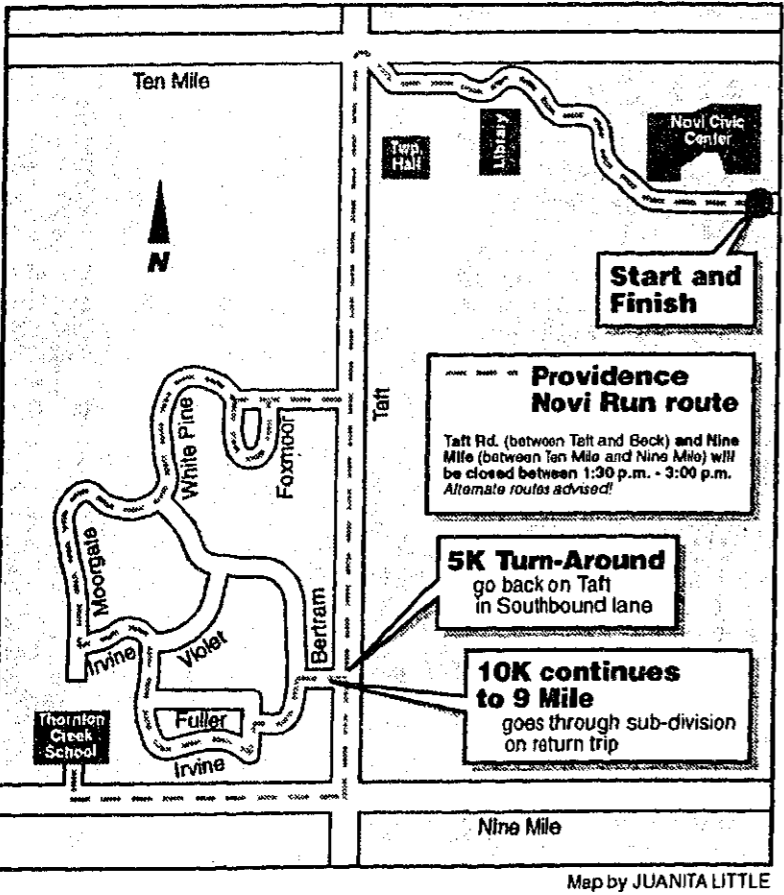 Ten Mile
Twp.
Hall
Library
Novi Civic
Center
N
Start and
Finish
Providence
Novi Run route
Taft Rd. (between Taft and Beck) and Nine
Mile (between Ten Mile and Nine Mile) will
be closed between 1:30 p.m. - 3:00 p.m.
Alternate routes advised!
Taft
White Pine
Foxmoor
Moorgate
5K Turn-Around
go back on Taft
in Southbound lane
Bertram
Irvine
Violet
10K continues
to 9 Mile
goes through sub-division
on return trip
Thornton
Creek
School
Fuller
Irvine
Nine Mile
Map by JUANITA LITTLE